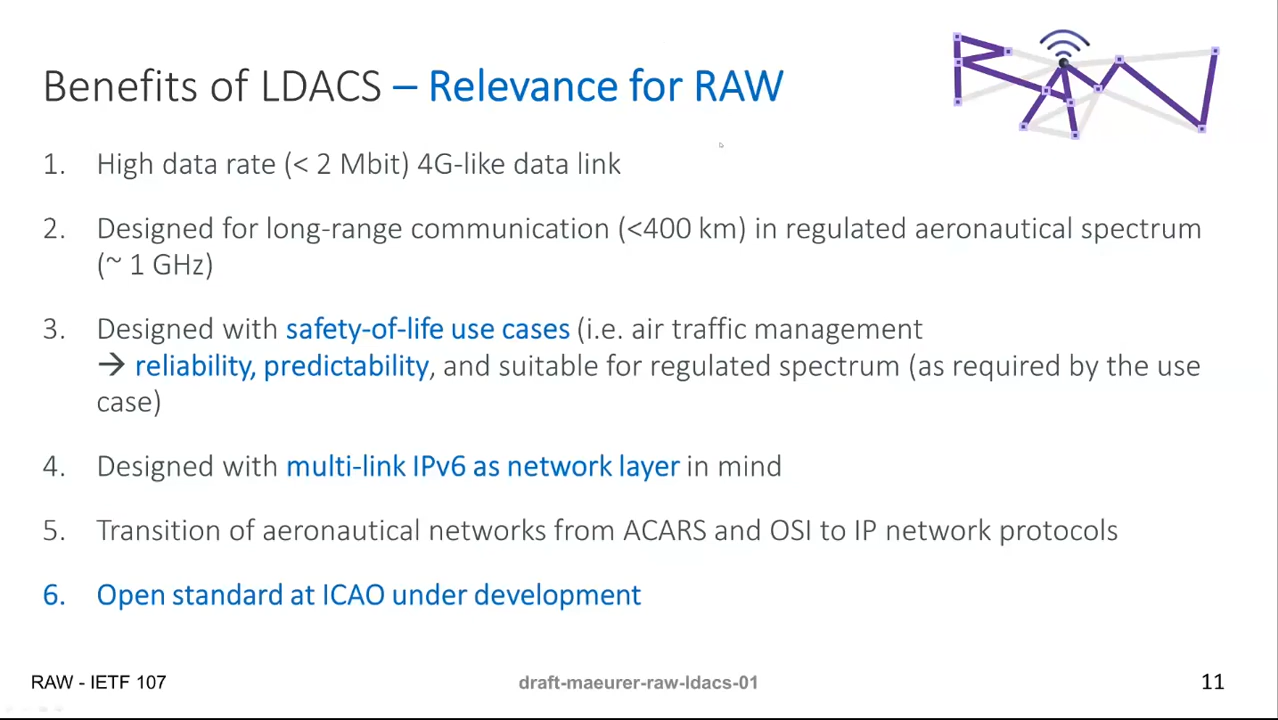 Benefits of LDACS – Relevance for RAW
1. High data rate (< 2 Mbit) 4G-like data link
2. Designed for long-range communication (<400 km) in regulated aeronautical spectrum
(~ 1 GHz)
3. Designed with safety-of-life use cases (i.e. air traffic management
→ reliability, predictability, and suitable for regulated spectrum (as required by the use
case)
4. Designed with multi-link IPv6 as network layer in mind
5. Transition of aeronautical networks from ACARS and OSI to IP network protocols
6. Open standard at ICAO under development
RAW - IETF 107
draft-maeurer-raw-ldacs-01
11